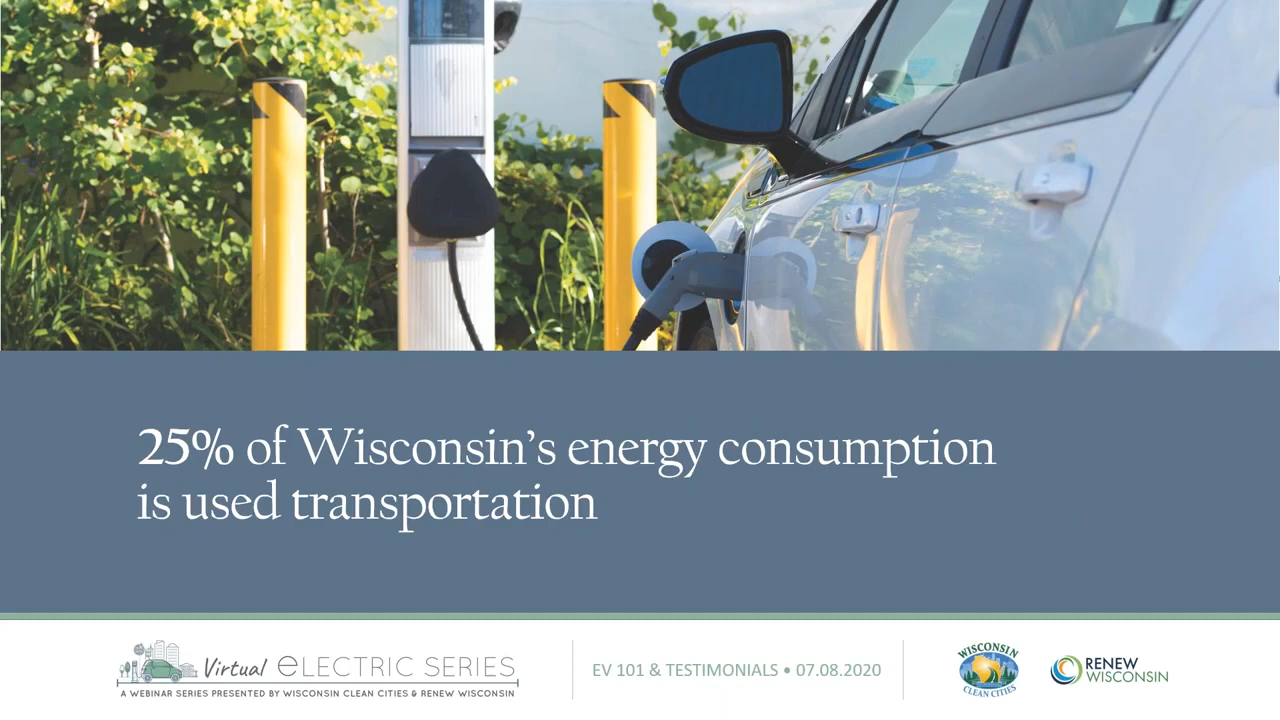 25% of Wisconsin's energy consumption
is used transportation
Virtual eLECTRIC SERIES
A WEBINAR SERIES PRESENTED BY WISCONSIN CLEAN CITIES & RENEW WISCONSIN
EV 101 & TESTIMONIALS • 07.08.2020
WISCONSIN
CLEAN CITIES
RENEW
WISCONSIN